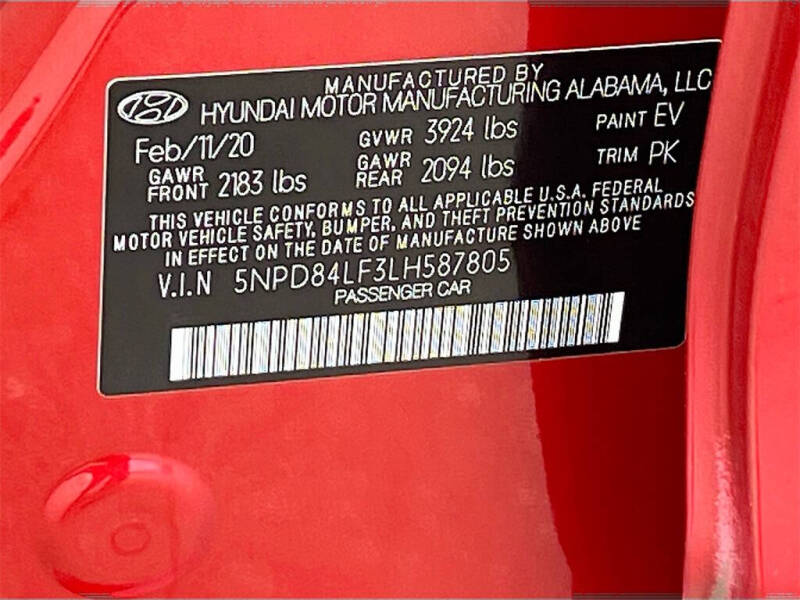 MANUFACTURED BY
HYUNDAI MOTOR MANUFACTURING ALABAMA, LLC
Feb/11/20 GVWR 3924 lbs PAINT EV
GAWR FRONT 2183 lbs GAWR REAR 2094 lbs TRIM PK
THIS VEHICLE CONFORMS TO ALL APPLICABLE U.S.A. FEDERAL
MOTOR VEHICLE SAFETY, BUMPER, AND THEFT PREVENTION STANDARDS
IN EFFECT ON THE DATE OF MANUFACTURE SHOWN ABOVE
V.I.N 5NPD84LF3LH587805
PASSENGER CAR